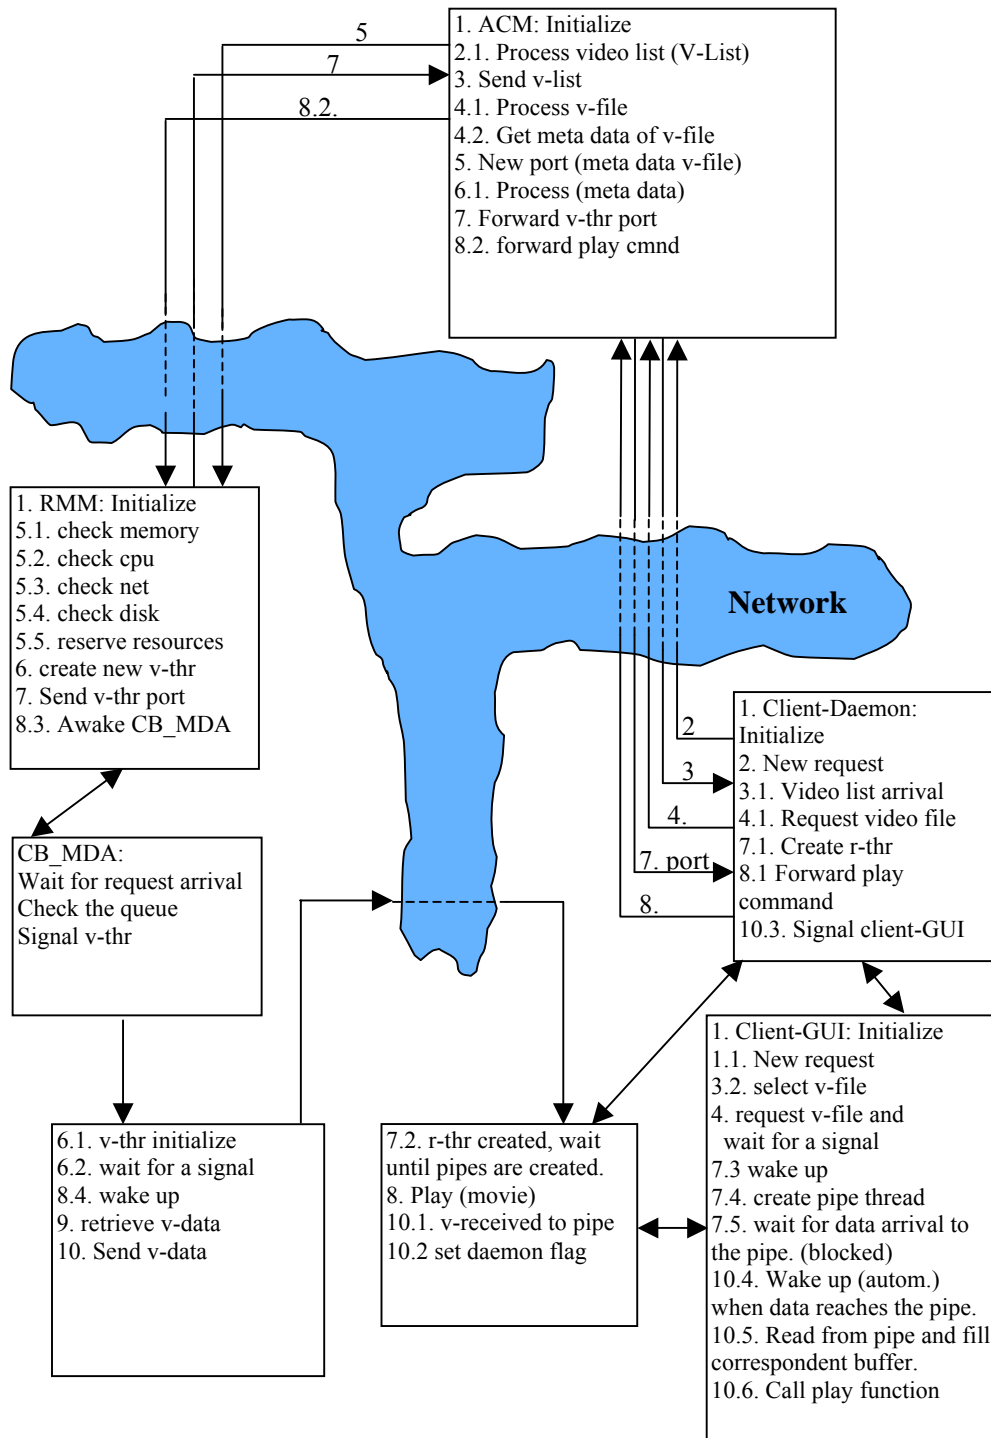 1. ACM: Initialize
2.1. Process video list (V-List)
3. Send v-list
4.1. Process v-file
4.2. Get meta data of v-file
5. New port (meta data v-file)
6.1. Process (meta data)
7. Forward v-thr port
8.2. forward play cmnd
5
7
8.2.
1. RMM: Initialize
5.1. check memory
5.2. check cpu
5.3. check net
5.4. check disk
5.5. reserve resources
6. create new v-thr
7. Send v-thr port
8.3. Awake CB_MDA
Network
2
3
4.
7. port
8.
1. Client-Daemon:
Initialize
2. New request
3.1. Video list arrival
4.1. Request video file
7.1. Create r-thr
8.1 Forward play
command
10.3. Signal client-GUI
CB_MDA:
Wait for request arrival
Check the queue
Signal v-thr
6.1. v-thr initialize
6.2. wait for a signal
8.4. wake up
9. retrieve v-data
10. Send v-data
7.2. r-thr created, wait
until pipes are created.
8. Play (movie)
10.1. v-received to pipe
10.2 set daemon flag
1. Client-GUI: Initialize
1.1. New request
3.2. select v-file
4. request v-file and
wait for a signal
7.3 wake up
7.4. create pipe thread
7.5. wait for data arrival to
the pipe. (blocked)
10.4. Wake up (autom.)
when data reaches the pipe.
10.5. Read from pipe and fill
correspondent buffer.
10.6. Call play function